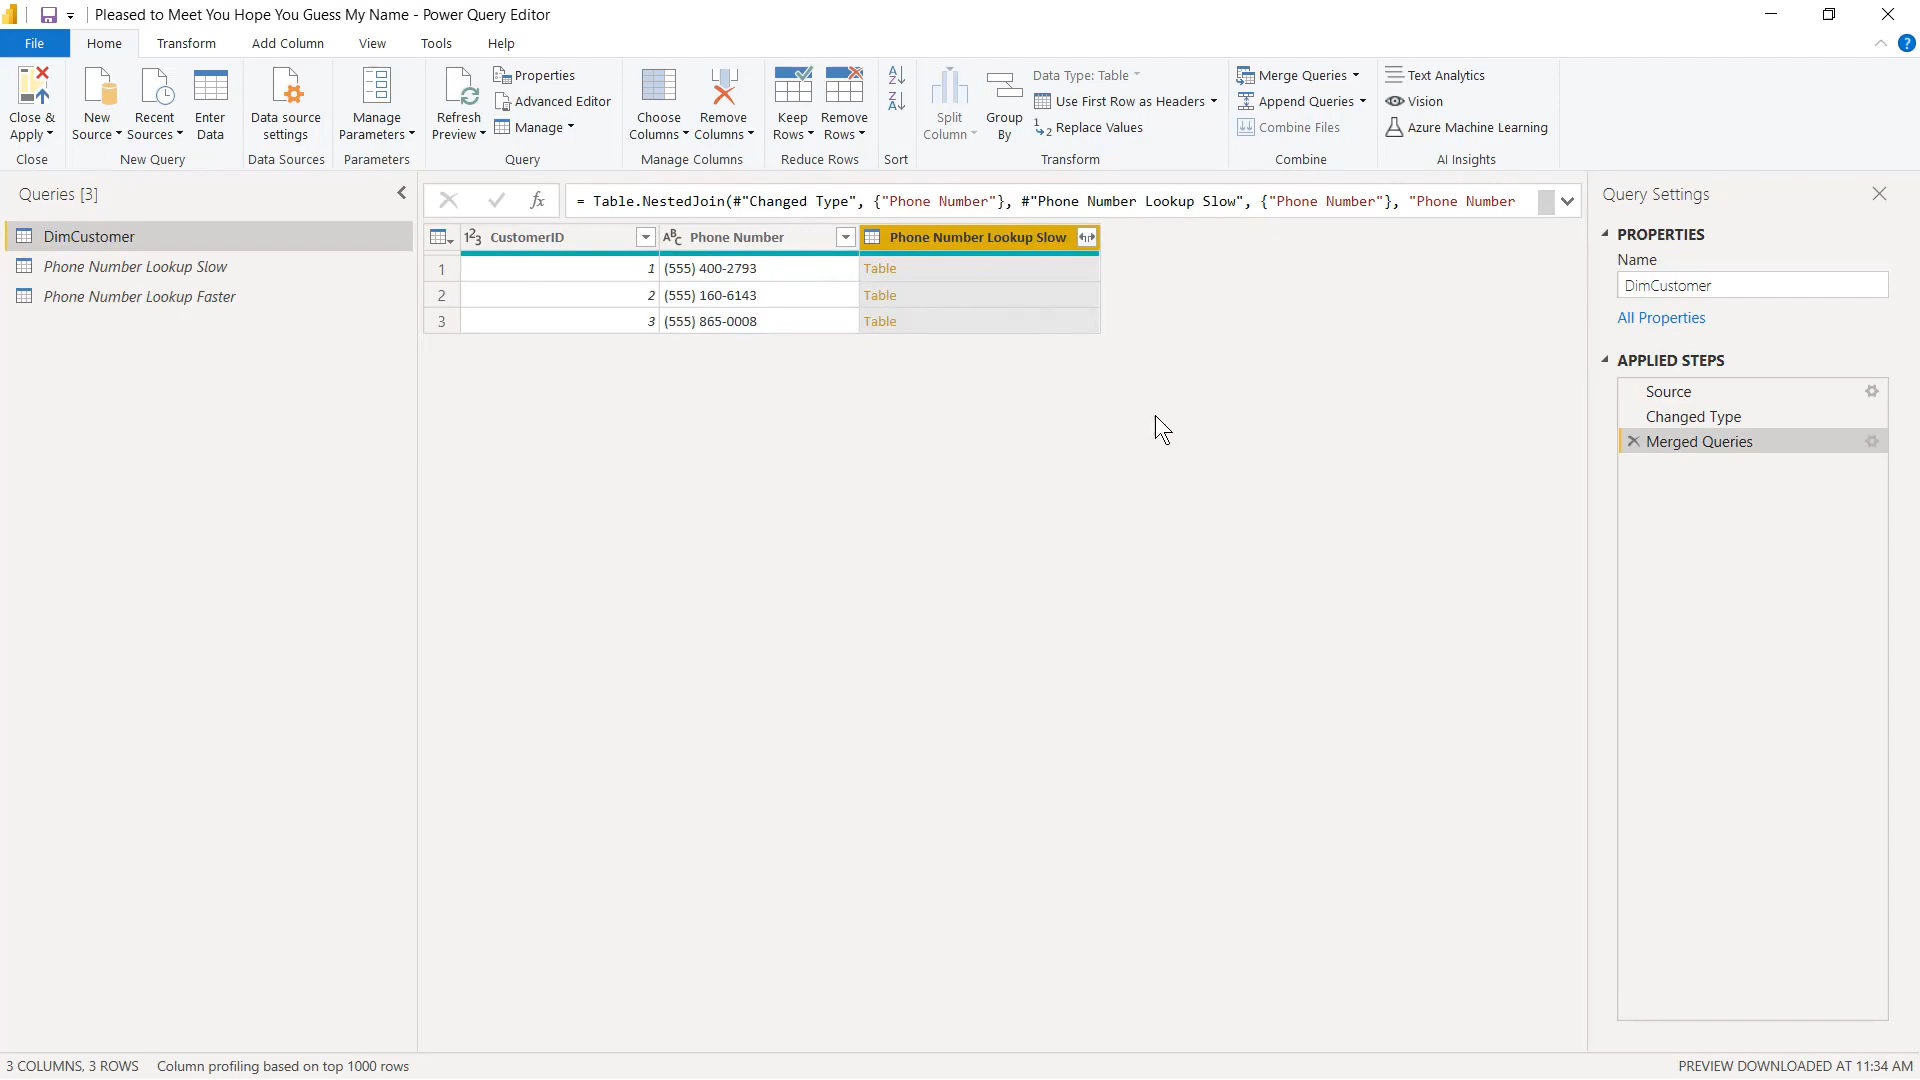 Pleased to Meet You Hope You Guess My Name - Power Query Editor
File Home Transform Add Column View Tools Help
Close & Apply
Close
New Source
Recent Sources
Enter Data
New Query
Data source settings
Data Sources
Manage Parameters
Parameters
Refresh Preview
Properties
Advanced Editor
Manage
Query
Choose Columns
Remove Columns
Manage Columns
Keep Rows
Remove Rows
Reduce Rows
Sort
Split Column
Group By
Data Type: Table
Use First Row as Headers
Replace Values
Transform
Merge Queries
Append Queries
Combine Files
Combine
Text Analytics
Vision
Azure Machine Learning
AI Insights
Queries [3]
DimCustomer
Phone Number Lookup Slow
Phone Number Lookup Faster
= Table.NestedJoin(#"Changed Type", {"Phone Number"}, #"Phone Number Lookup Slow", {"Phone Number"}, "Phone Number
CustomerID Phone Number Phone Number Lookup Slow
1 1 (555) 400-2793 Table
2 2 (555) 160-6143 Table
3 3 (555) 865-0008 Table
Query Settings
PROPERTIES
Name
DimCustomer
All Properties
APPLIED STEPS
Source
Changed Type
Merged Queries
3 COLUMNS, 3 ROWS Column profiling based on top 1000 rows
PREVIEW DOWNLOADED AT 11:34 AM